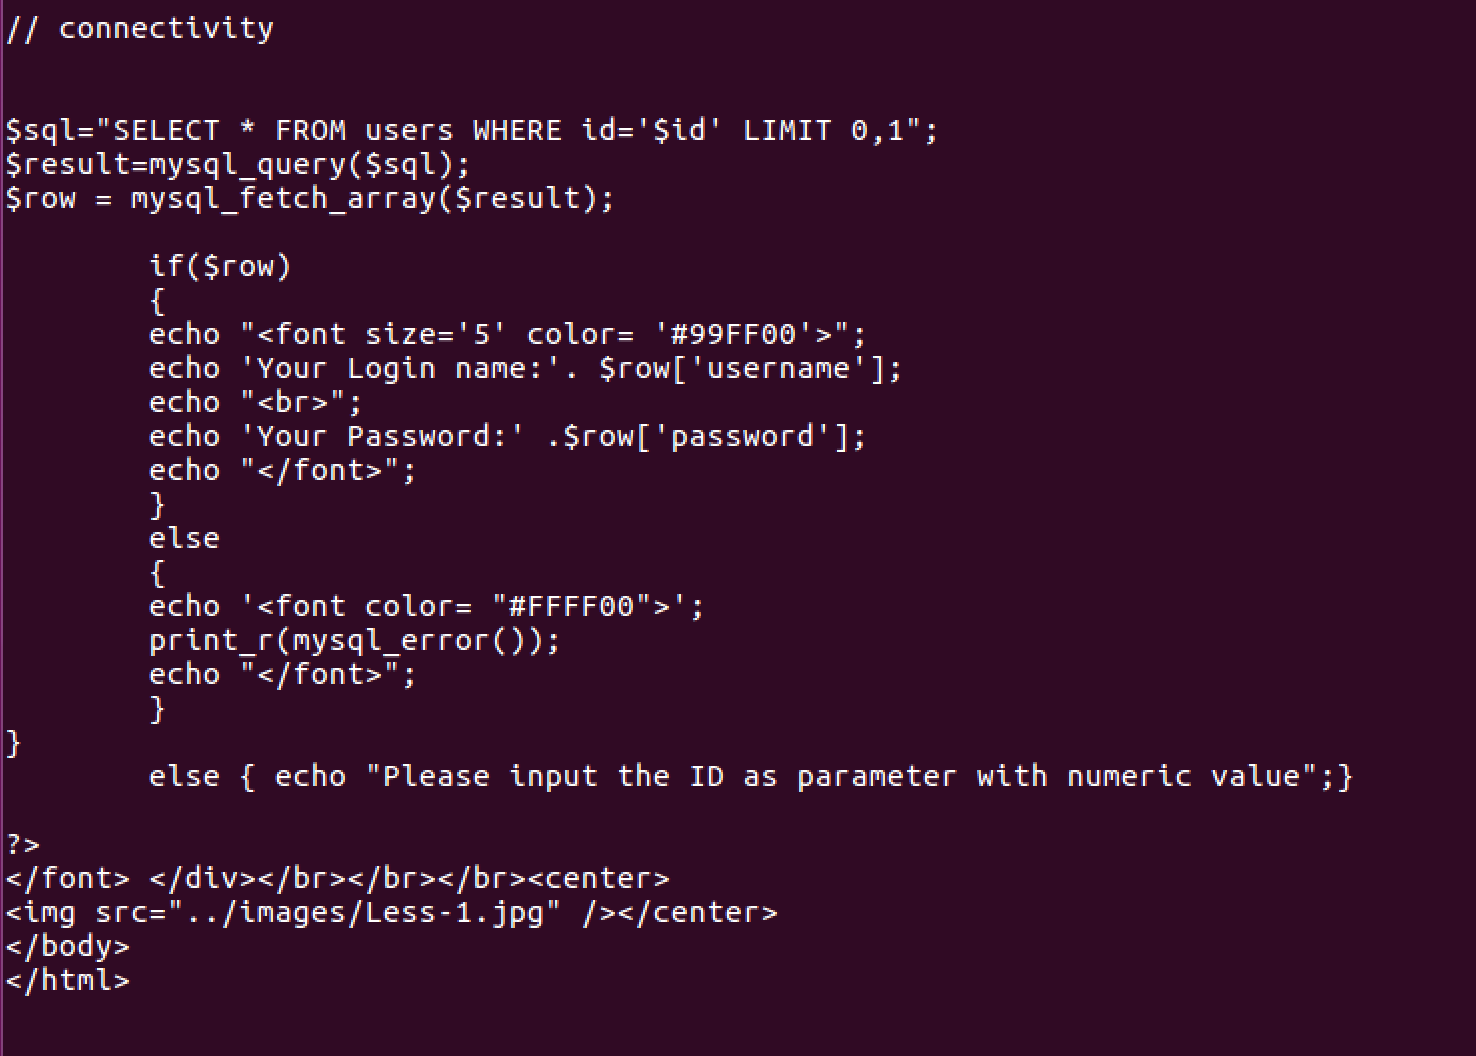 // connectivity
$sql="SELECT * FROM users WHERE id='$id' LIMIT 0,1";
$result=mysql_query($sql);
$row = mysql_fetch_array($result);
if($row)
{
echo "<font size='5' color= '#99FF00'>";
echo 'Your Login name:'. $row['username'];
echo "<br>";
echo 'Your Password:' .$row['password'];
echo "</font>";
}
else
{
echo '<font color= "#FFFF00">';
print_r(mysql_error());
echo "</font>";
}
}
else { echo "Please input the ID as parameter with numeric value";}
?>
</font> </div></br></br></br><center>
<img src="../images/Less-1.jpg" /></center>
</body>
</html>